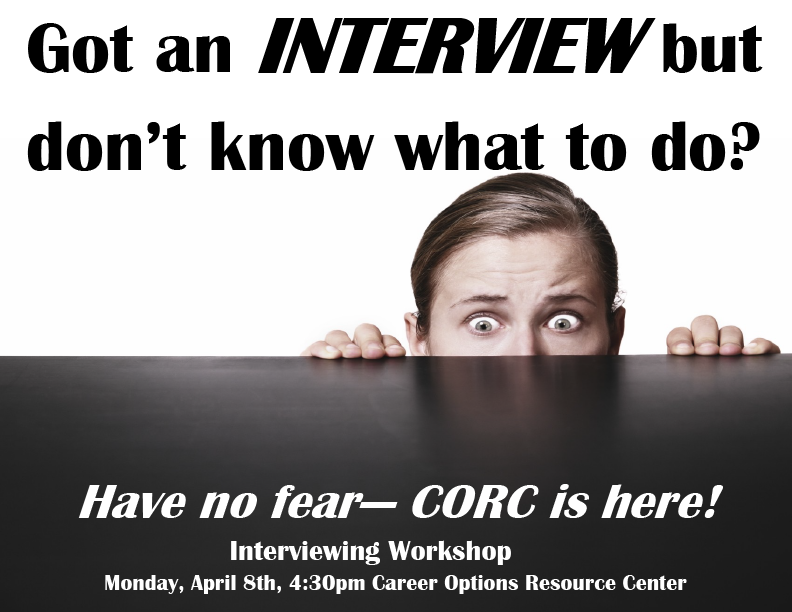 Got an INTERVIEW but
don't know what to do?
Have no fear— CORC is here!
Interviewing Workshop
Monday, April 8th, 4:30pm Career Options Resource Center